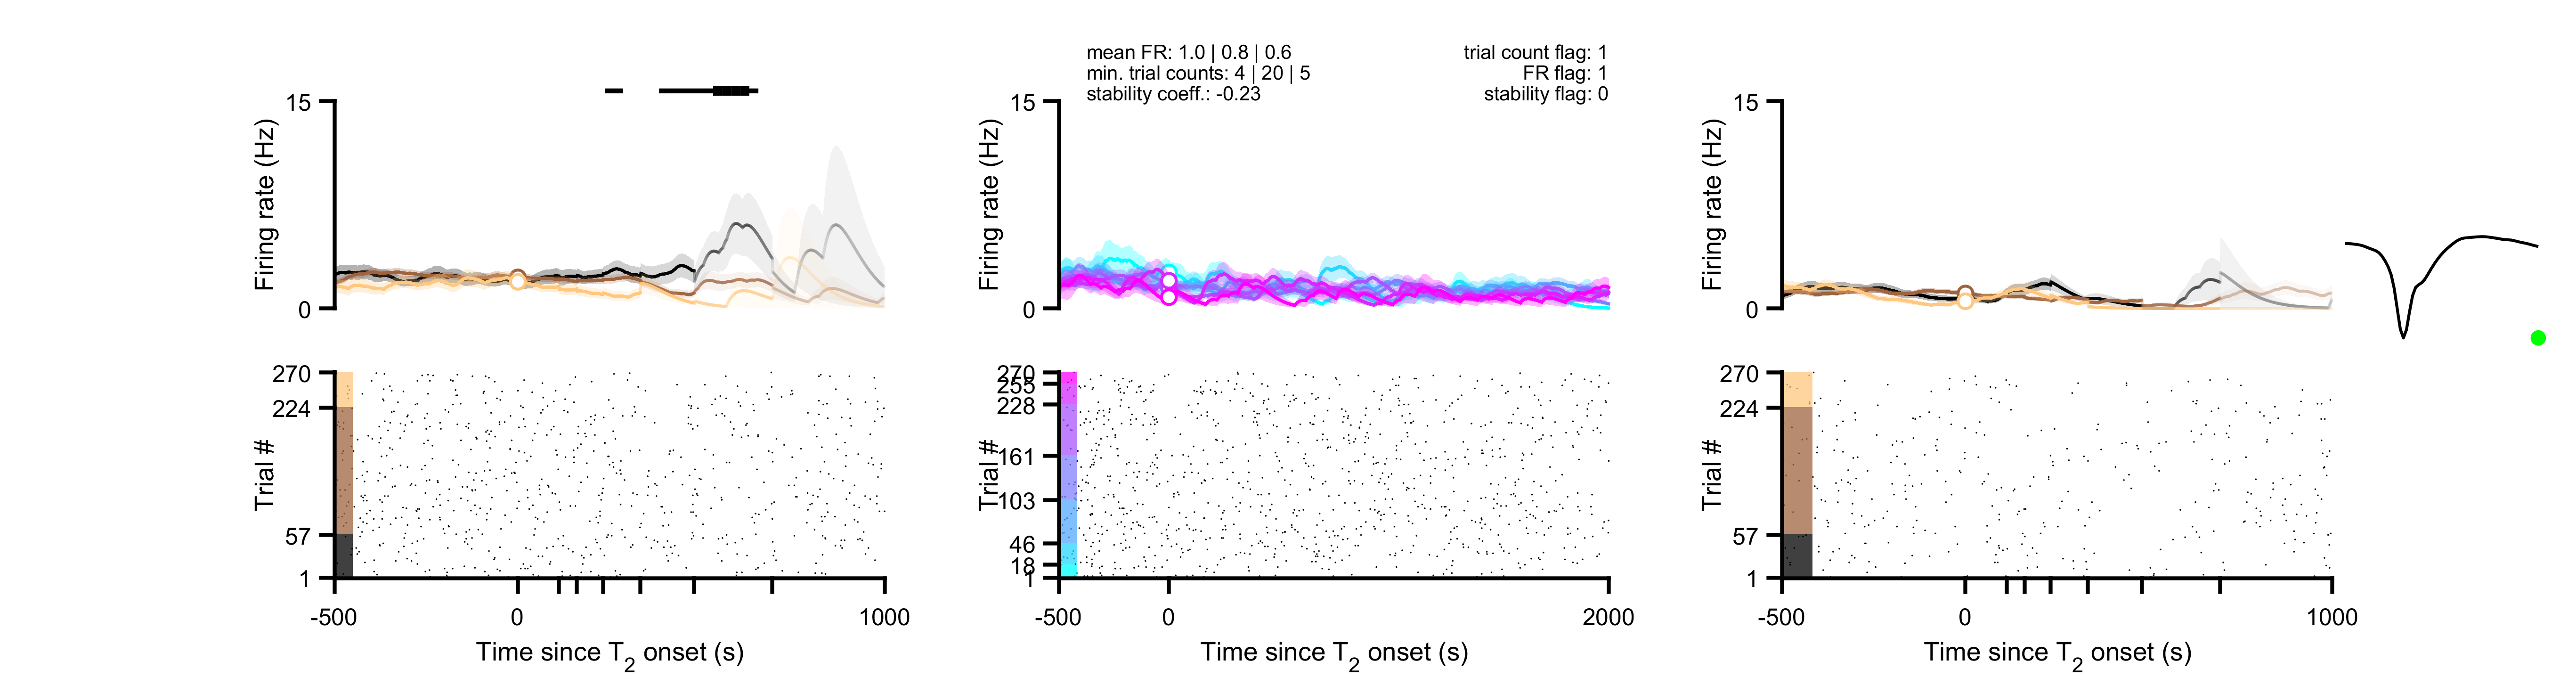 mean FR: 1.0 | 0.8 | 0.6
min. trial counts: 4 | 20 | 5
stability coeff.: -0.23
trial count flag: 1
FR flag: 1
stability flag: 0
15
0
Firing rate (Hz)
15
0
Firing rate (Hz)
15
0
Firing rate (Hz)
270
224
57
1
Trial #
-500
0
1000
Time since T2 onset (s)
270
255
228
161
103
46
18
1
Trial #
-500
0
2000
Time since T2 onset (s)
270
224
57
1
Trial #
-500
0
1000
Time since T2 onset (s)